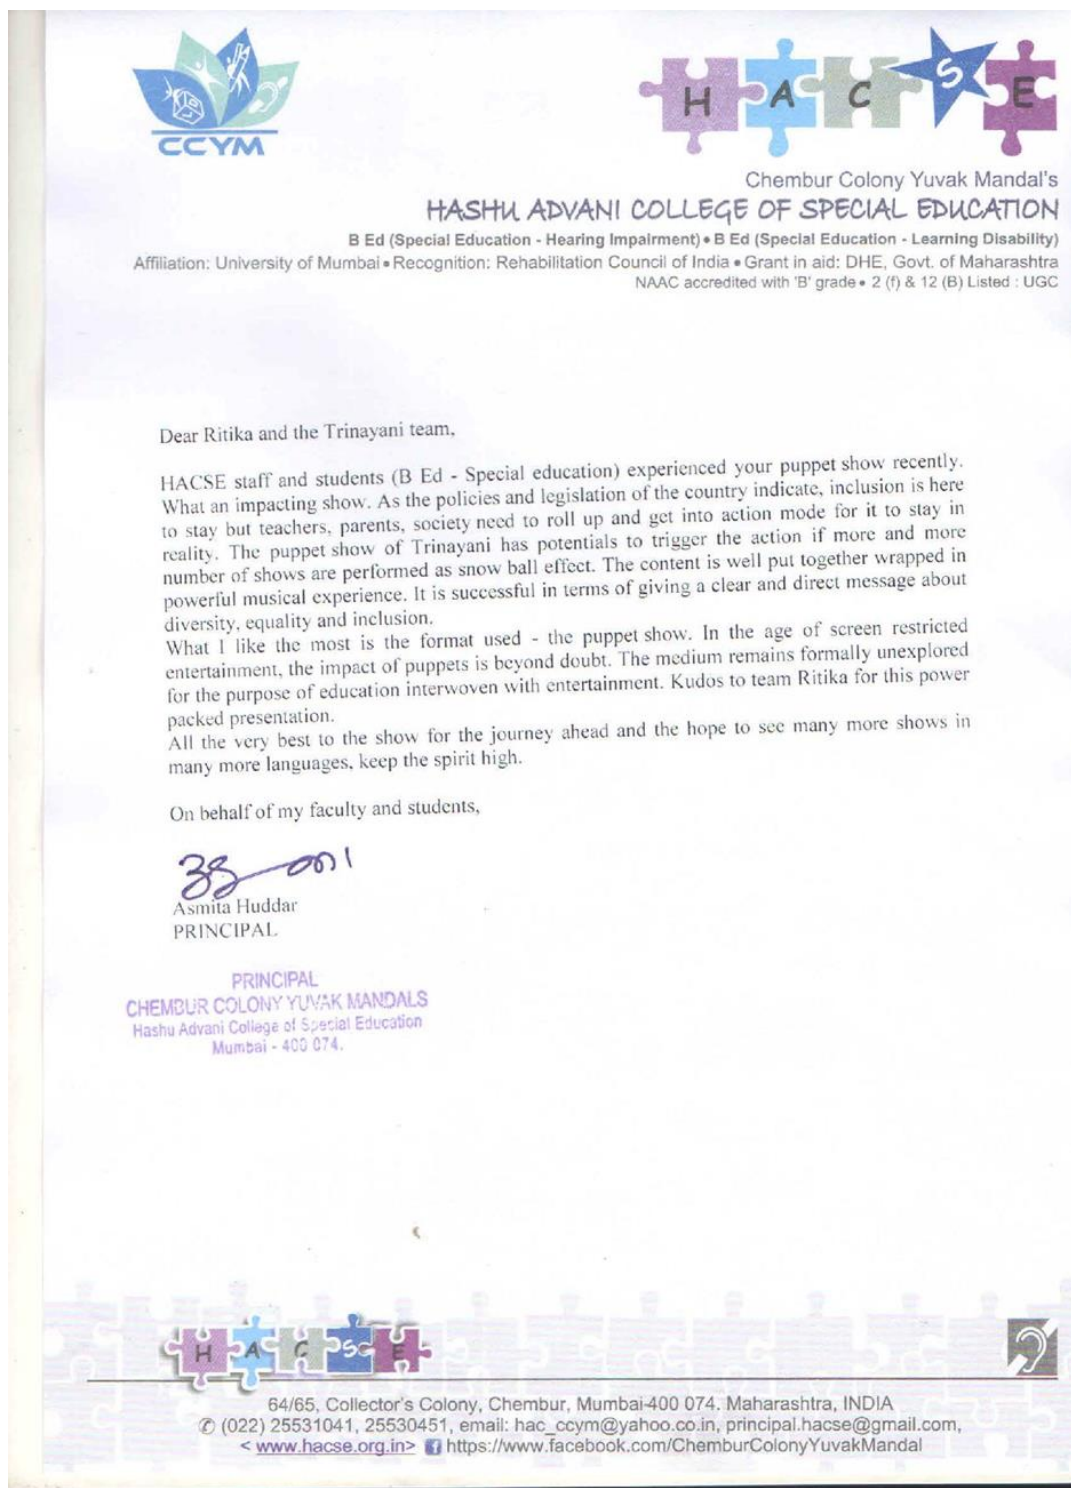 CCYM
H A C S E
Chembur Colony Yuvak Mandal's
HASHU ADVANI COLLEGE OF SPECIAL EDUCATION
B Ed (Special Education - Hearing Impairment) • B Ed (Special Education - Learning Disability)
Affiliation: University of Mumbai • Recognition: Rehabilitation Council of India • Grant in aid: DHE, Govt. of Maharashtra
NAAC accredited with 'B' grade • 2 (f) & 12 (B) Listed : UGC
Dear Ritika and the Trinayani team,
HACSE staff and students (B Ed - Special education) experienced your puppet show recently.
What an impacting show. As the policies and legislation of the country indicate, inclusion is here
to stay but teachers, parents, society need to roll up and get into action mode for it to stay in
reality. The puppet show of Trinayani has potentials to trigger the action if more and more
number of shows are performed as snow ball effect. The content is well put together wrapped in
powerful musical experience. It is successful in terms of giving a clear and direct message about
diversity, equality and inclusion.
What I like the most is the format used - the puppet show. In the age of screen restricted
entertainment, the impact of puppets is beyond doubt. The medium remains formally unexplored
for the purpose of education interwoven with entertainment. Kudos to team Ritika for this power
packed presentation.
All the very best to the show for the journey ahead and the hope to see many more shows in
many more languages, keep the spirit high.
On behalf of my faculty and students,
Asmita Huddar
PRINCIPAL
PRINCIPAL
CHEMBUR COLONY YUVAK MANDALS
Hashu Advani College of Special Education
Mumbai - 400 074.
H A C S E
64/65, Collector's Colony, Chembur, Mumbai-400 074. Maharashtra, INDIA
✆ (022) 25531041, 25530451, email: hac_ccym@yahoo.co.in, principal.hacse@gmail.com,
< www.hacse.org.in> f https://www.facebook.com/ChemburColonyYuvakMandal